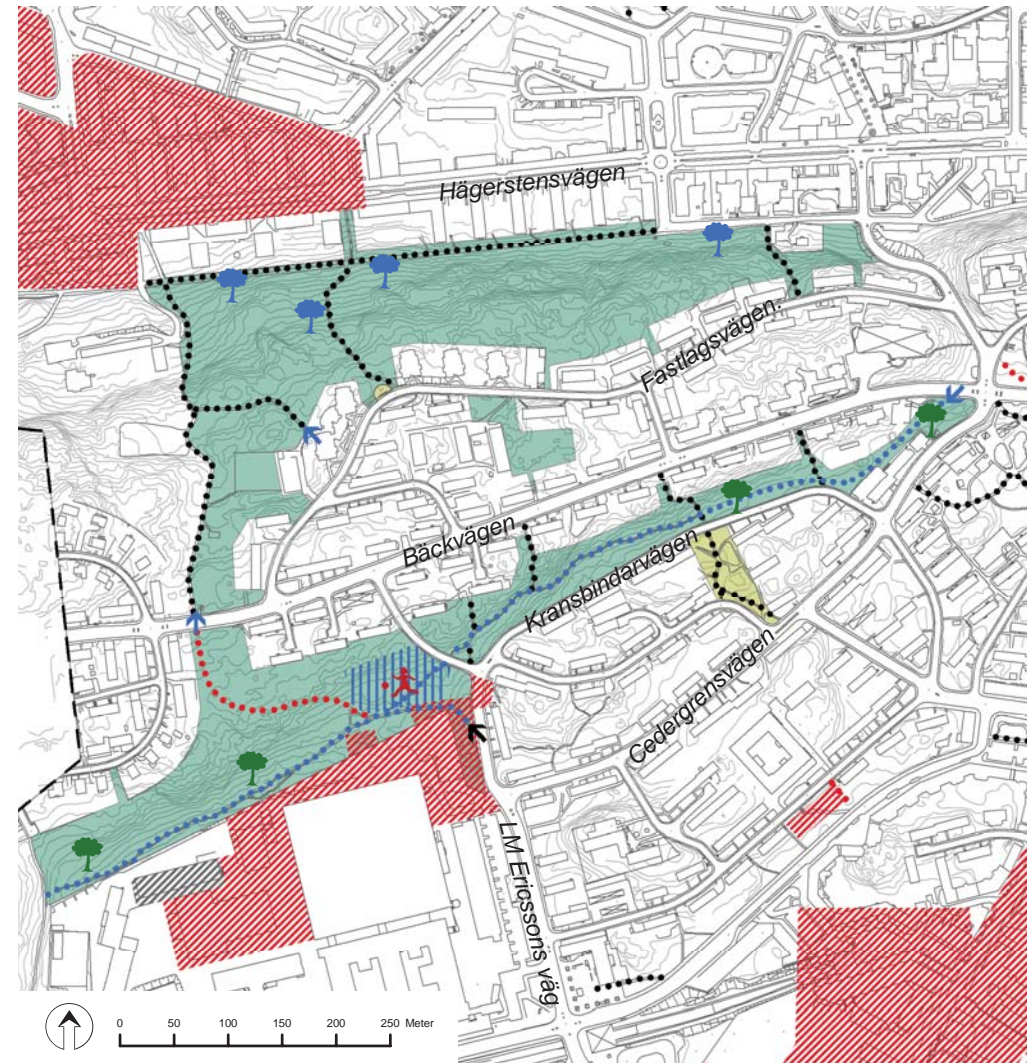 Hägerstensvägen
Fastlagsvägen.
Bäckvägen
Kransbindarvägen
Cedergrensvägen
LM Ericssons väg
0 50 100 150 200 250 Meter